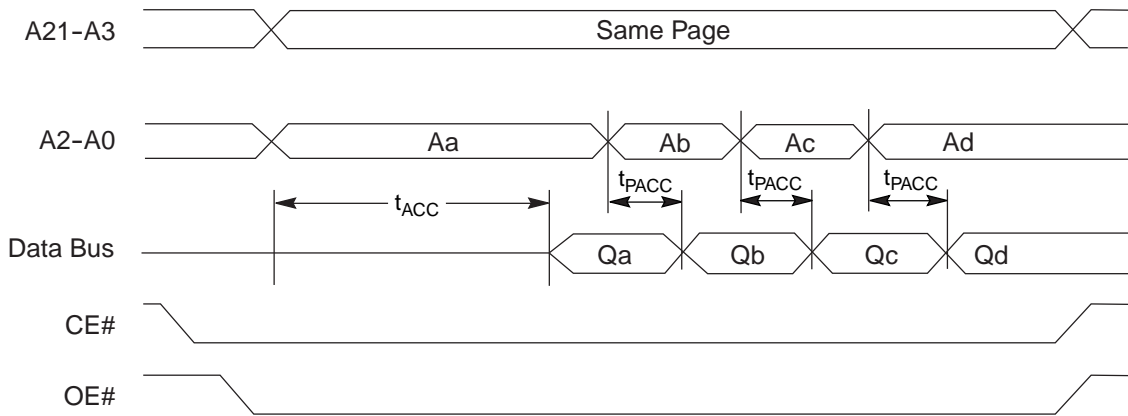 A21-A3 Same Page
A2-A0 Aa Ab Ac Ad
tACC tPACC tPACC tPACC
Data Bus Qa Qb Qc Qd
CE#
OE#